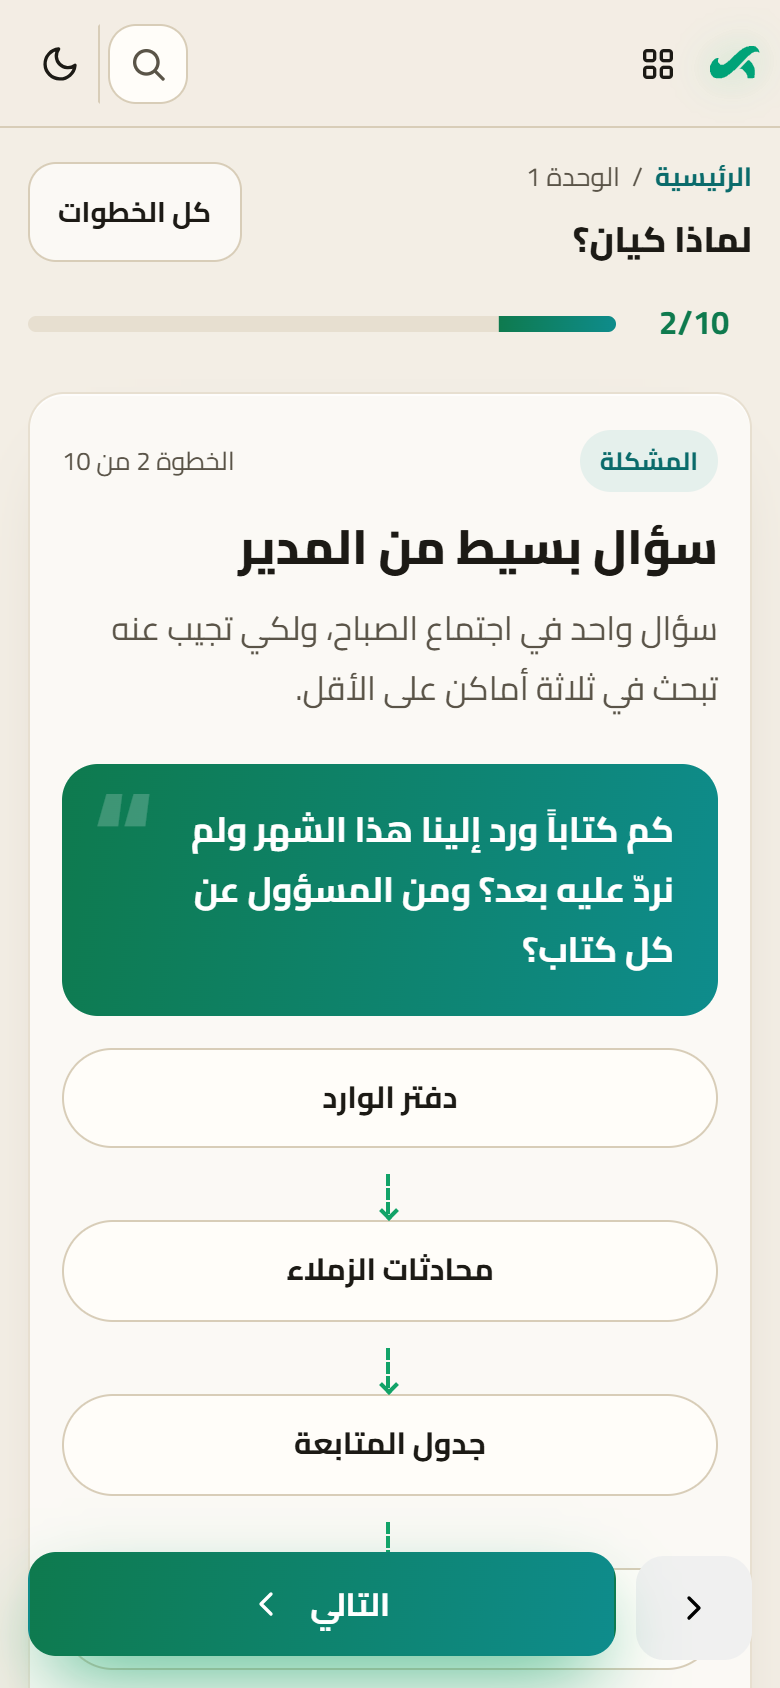 الرئيسية / الوحدة 1
لماذا كيان؟
كل الخطوات
2/10
المشكلة
الخطوة 2 من 10
سؤال بسيط من المدير
سؤال واحد في اجتماع الصباح، ولكي تجيب عنه
تبحث في ثلاثة أماكن على الأقل.
"
كم كتاباً ورد إلينا هذا الشهر ولم
نردّ عليه بعد؟ ومن المسؤول عن
كل كتاب؟
دفتر الوارد
محادثات الزملاء
جدول المتابعة
التالي